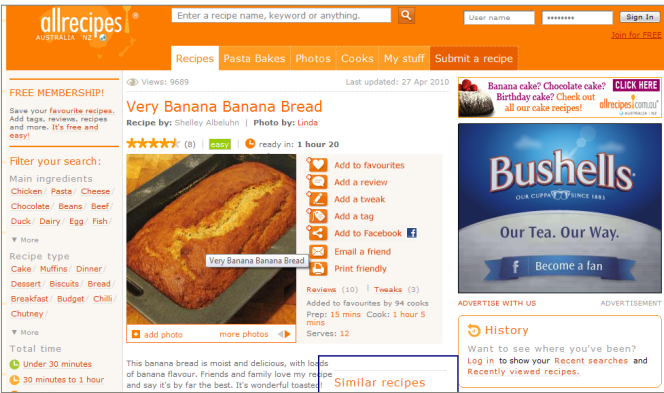 allrecipes
AUSTRALIA NZ
Enter a recipe name, keyword or anything.
User name
********
Sign In
Join for FREE
Recipes
Pasta Bakes
Photos
Cooks
My stuff
Submit a recipe
FREE MEMBERSHIP!
Save your favourite recipes.
Add tags, reviews, recipes
and more. It's free and
easy!
Filter your search:
Main ingredients
Chicken/ Pasta/ Cheese/
Chocolate/ Beans/ Beef/
Duck/ Dairy/ Egg/ Fish/
▼ More
Recipe type
Cake/ Muffins/ Dinner/
Dessert/ Biscuits/ Bread/
Breakfast/ Budget/ Chilli/
Chutney/
▼ More
Total time
Under 30 minutes
30 minutes to 1 hour
Views: 9689
Last updated: 27 Apr 2010
Very Banana Banana Bread
Recipe by: Shelley Albeluhn | Photo by: Linda
(8) | easy | ready in: 1 hour 20
Very Banana Banana Bread
add photo
more photos
Add to favourites
Add a review
Add a tweak
Add a tag
Add to Facebook f
Email a friend
Print friendly
Reviews (10) | Tweaks (3)
Added to favourites by 94 cooks
Prep: 15 mins Cook: 1 hour 5
mins
Serves: 12
This banana bread is moist and delicious, with loads
of banana flavour. Friends and family love my recipe
and say it's by far the best. It's wonderful toasted!
Similar recipes
Banana cake? Chocolate cake?
Birthday cake? Check out
all our cake recipes!
CLICK HERE
allrecipes.com.au
AUSTRALIA NZ
Bushells
OUR CUPPA SINCE 1883
Our Tea. Our Way.
f Become a fan
ADVERTISE WITH US
ADVERTISEMENT
History
Want to see where you've been?
Log in to show your Recent searches and
Recently viewed recipes.